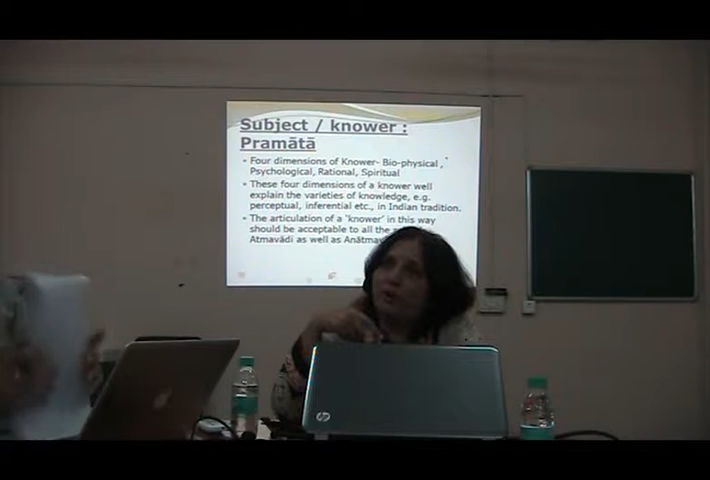 Subject / knower :
Pramātā
• Four dimensions of Knower- Bio-physical ,
Psychological, Rational, Spiritual
• These four dimensions of a knower well
explain the varieties of knowledge, e.g.
perceptual, inferential etc., in Indian tradition.
• The articulation of a 'knower' in this way
should be acceptable to all the
Atmavādi as well as Anātmav
hp